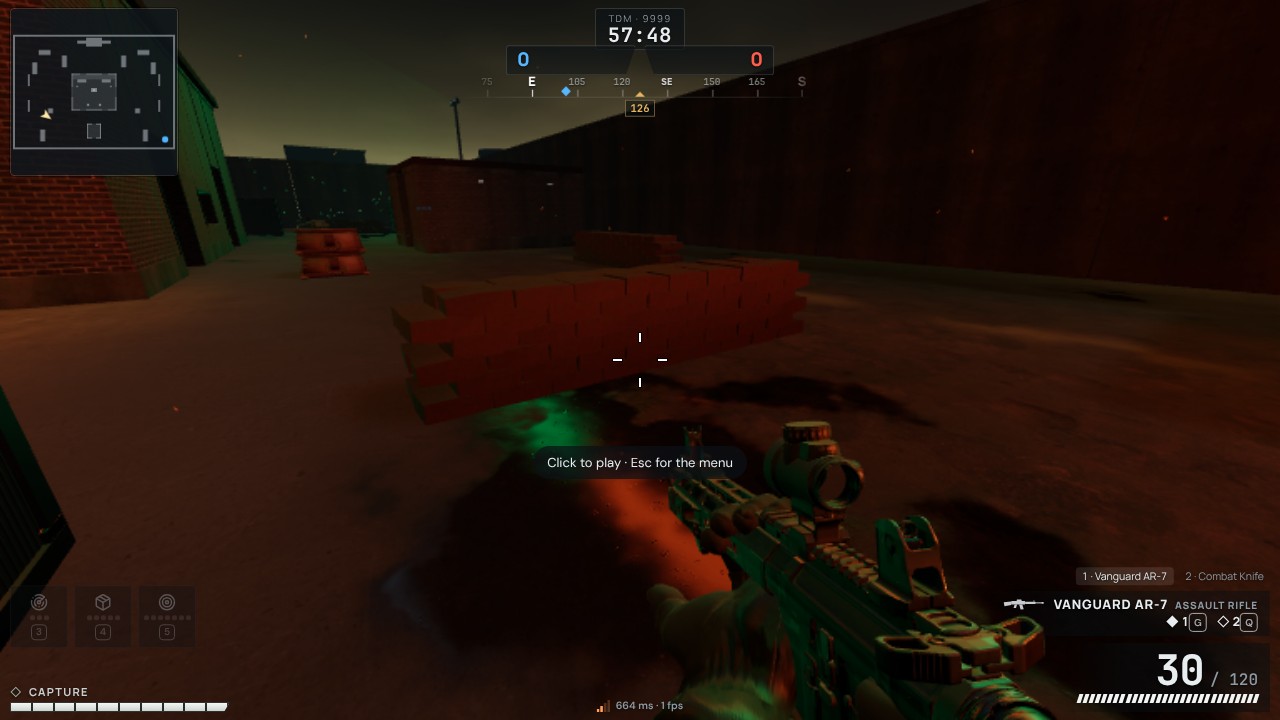 TDM · 9999
57:48
0 0
75 E 105 120 SE 150 165 S
126
Click to play · Esc for the menu
1 · Vanguard AR-7 2 · Combat Knife
VANGUARD AR-7 ASSAULT RIFLE
1 G 2 Q
3 4 5
30 / 120
CAPTURE
664 ms · 1 fps